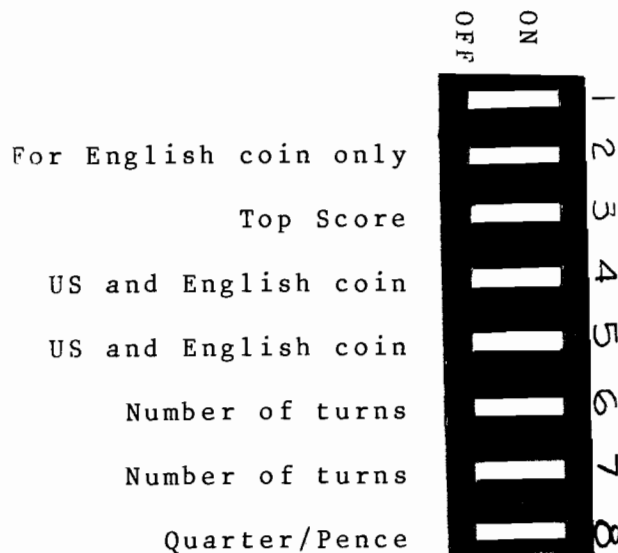 OFF ON
1
For English coin only 2
Top Score 3
US and English coin 4
US and English coin 5
Number of turns 6
Number of turns 7
Quarter/Pence 8